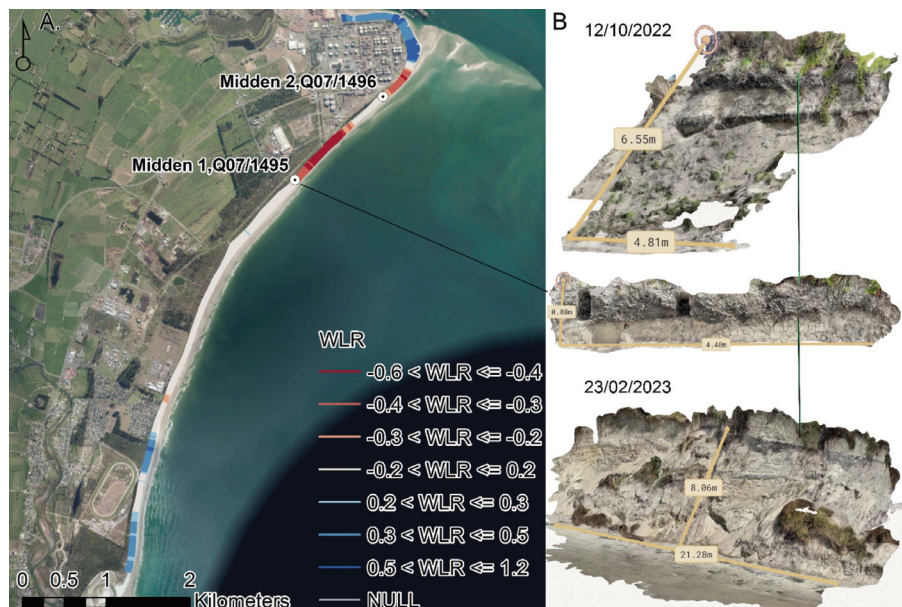 A.
Midden 2,Q07/1496
Midden 1,Q07/1495
WLR
-0.6 < WLR <= -0.4
-0.4 < WLR <= -0.3
-0.3 < WLR <= -0.2
-0.2 < WLR <= 0.2
0.2 < WLR <= 0.3
0.3 < WLR <= 0.5
0.5 < WLR <= 1.2
NULL
0 0.5 1 2
Kilometers
B
12/10/2022
6.55m
4.81m
0.88m
4.40m
23/02/2023
8.06m
21.28m